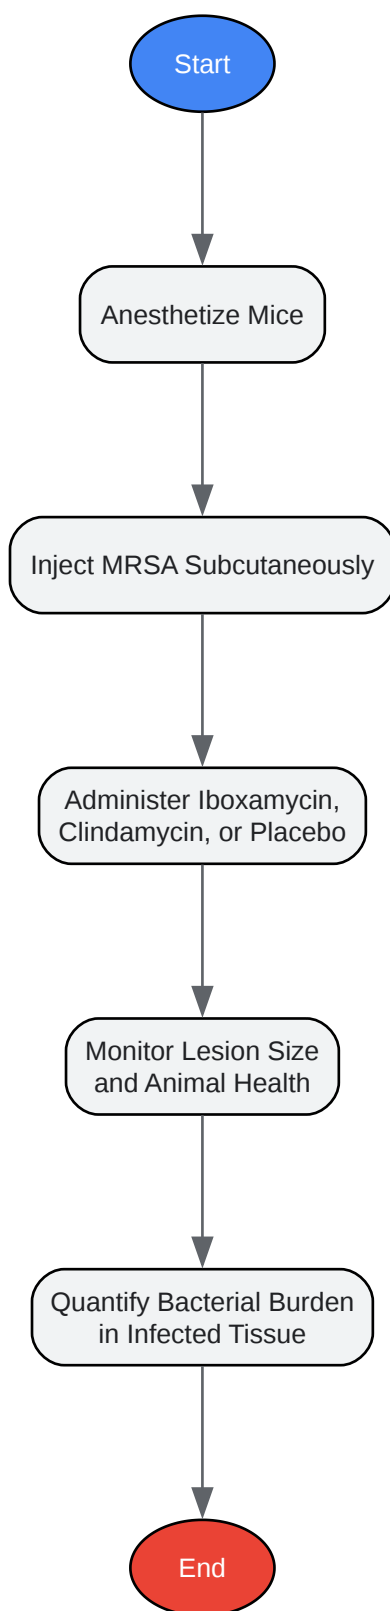 Start
Anesthetize Mice
Inject MRSA Subcutaneously
Administer Iboxamycin,
Clindamycin, or Placebo
Monitor Lesion Size
and Animal Health
Quantify Bacterial Burden
in Infected Tissue
End